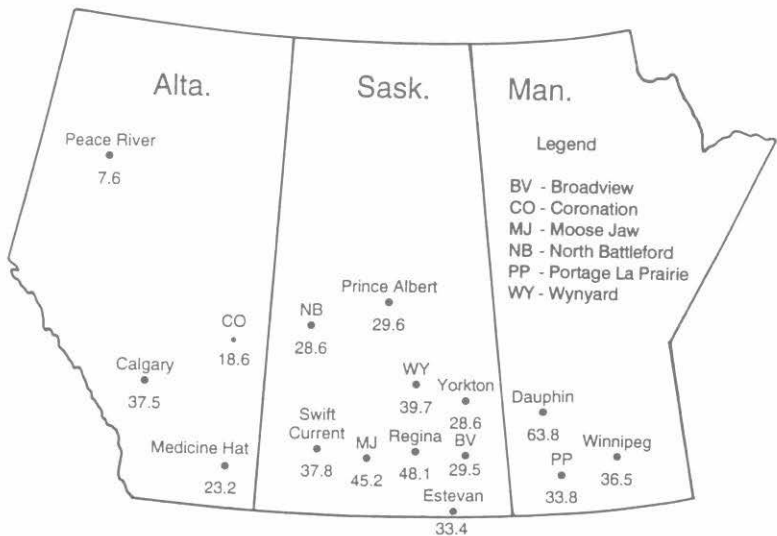 Alta.
Sask.
Man.
Peace River
7.6
Legend
BV - Broadview
CO - Coronation
MJ - Moose Jaw
NB - North Battleford
PP - Portage La Prairie
WY - Wynyard
Prince Albert
29.6
NB
28.6
CO
18.6
Calgary
37.5
WY
39.7
Yorkton
28.6
Dauphin
63.8
Swift
Current
37.8
MJ
45.2
Regina
48.1
BV
29.5
Medicine Hat
23.2
Winnipeg
36.5
PP
33.8
Estevan
33.4